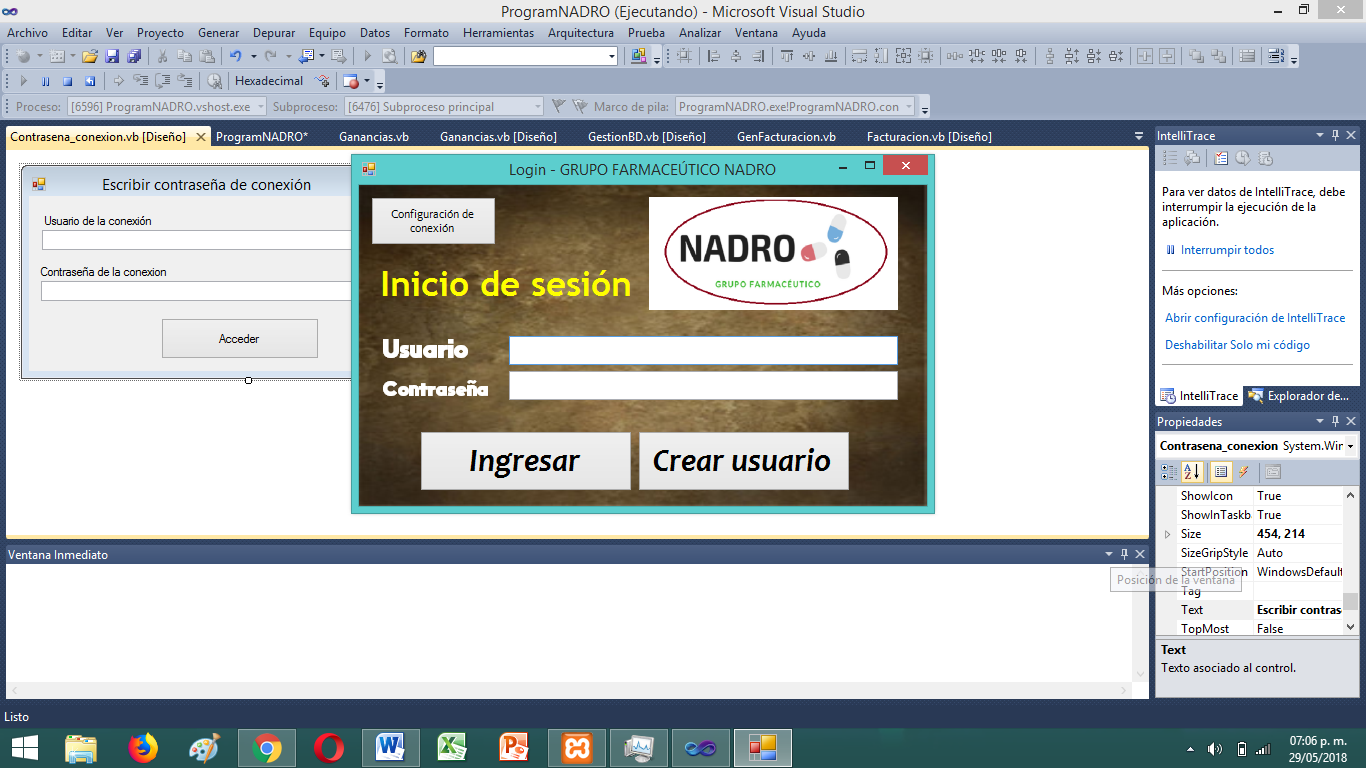 ProgramNADRO (Ejecutando) - Microsoft Visual Studio
Archivo Editar Ver Proyecto Generar Depurar Equipo Datos Formato Herramientas Arquitectura Prueba Analizar Ventana Ayuda
Hexadecimal
Proceso: [6596] ProgramNADRO.vshost.exe Subproceso: [6476] Subproceso principal Marco de pila: ProgramNADRO.exe!ProgramNADRO.con
Contrasena_conexion.vb [Diseño] ProgramNADRO* Ganancias.vb Ganancias.vb [Diseño] GestionBD.vb [Diseño] GenFacturacion.vb Facturacion.vb [Diseño]
Escribir contraseña de conexión
Usuario de la conexión
Contraseña de la conexion
Acceder
Login - GRUPO FARMACEÚTICO NADRO
Configuración de
conexión
NADRO
GRUPO FARMACÉUTICO
Inicio de sesión
Usuario
Contraseña
Ingresar Crear usuario
IntelliTrace
Para ver datos de IntelliTrace, debe
interrumpir la ejecución de la
aplicación.
Interrumpir todos
Más opciones:
Abrir configuración de IntelliTrace
Deshabilitar Solo mi código
IntelliTrace Explorador de...
Propiedades
Contrasena_conexion System.Wir
ShowIcon True
ShowInTaskb True
Size 454, 214
SizeGripStyle Auto
StartPosition WindowsDefault
Tag
Text Escribir contras
TopMost False
Text
Texto asociado al control.
Ventana Inmediato
Posición de la ventana
Listo
07:06 p. m.
29/05/2018